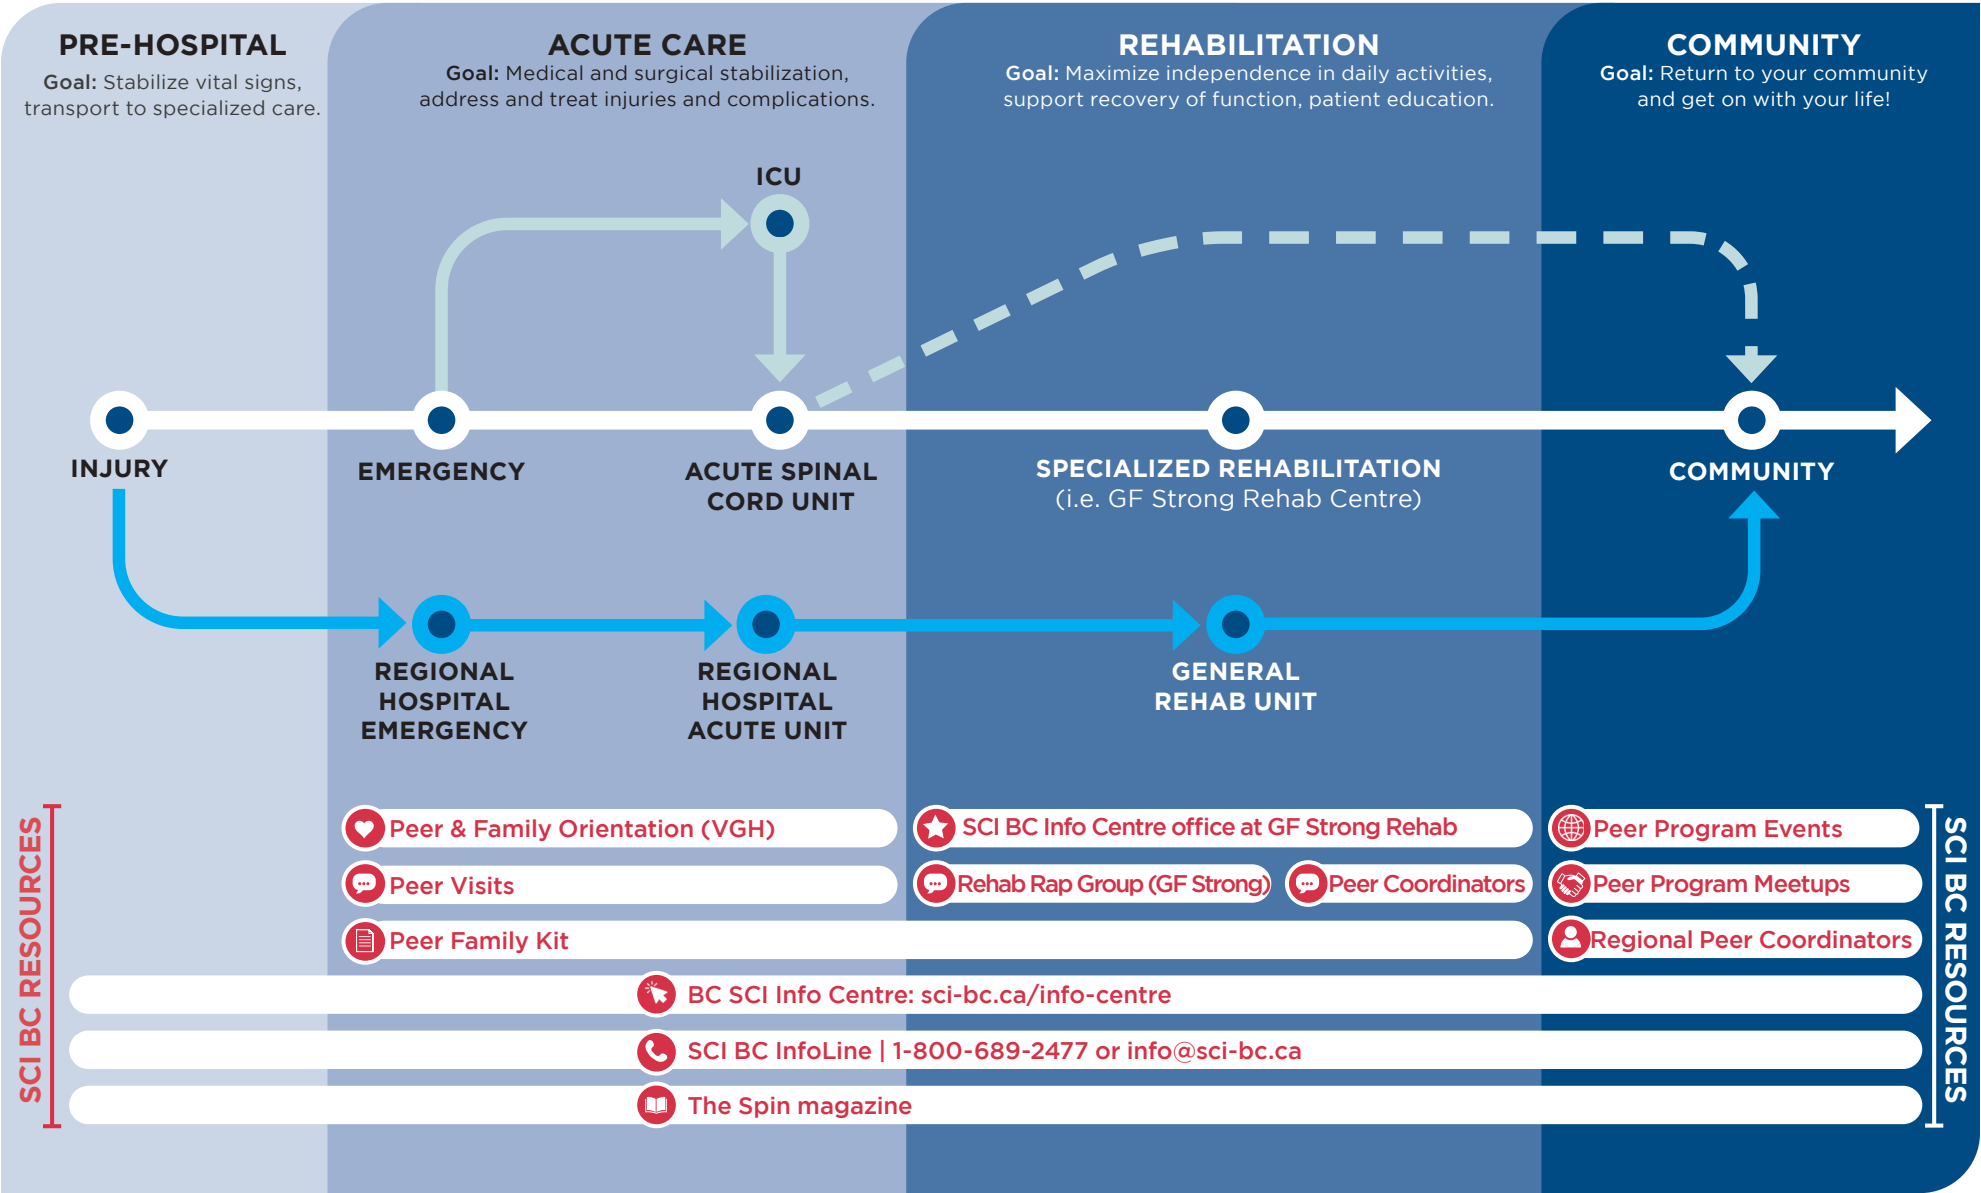 PRE-HOSPITAL
Goal: Stabilize vital signs,
transport to specialized care.
ACUTE CARE
Goal: Medical and surgical stabilization,
address and treat injuries and complications.
REHABILITATION
Goal: Maximize independence in daily activities,
support recovery of function, patient education.
COMMUNITY
Goal: Return to your community
and get on with your life!
ICU
INJURY
EMERGENCY
ACUTE SPINAL
CORD UNIT
SPECIALIZED REHABILITATION
(i.e. GF Strong Rehab Centre)
COMMUNITY
REGIONAL
HOSPITAL
EMERGENCY
REGIONAL
HOSPITAL
ACUTE UNIT
GENERAL
REHAB UNIT
SCI BC RESOURCES
Peer & Family Orientation (VGH)
SCI BC Info Centre office at GF Strong Rehab
Peer Program Events
Peer Visits
Rehab Rap Group (GF Strong)
Peer Coordinators
Peer Program Meetups
Peer Family Kit
Regional Peer Coordinators
BC SCI Info Centre: sci-bc.ca/info-centre
SCI BC InfoLine | 1-800-689-2477 or info@sci-bc.ca
The Spin magazine
SCI BC RESOURCES